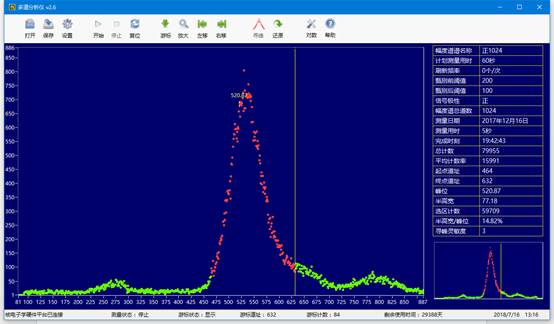 多道分析仪 v2.6
打开 保存 设置 开始 停止 复位 游标 放大 左移 右移 寻峰 还原 对数 帮助
886
850
800
750
700
650
600
550
500
450
400
350
300
250
200
150
100
50
1
520.87
81 100 125 150 175 200 225 250 275 300 325 350 375 400 425 450 475 500 525 550 575 600 625 650 675 700 725 750 775 800 825 850 887
幅度道道名称 正1024
计划测量用时 60秒
刷新频率 0个/次
甄别前阈值 200
甄别后阈值 100
信号极性 正
幅度总道数 1024
测量日期 2017年12月16日
测量用时 5秒
完成时刻 19:42:43
总计数 79955
平均计数率 15991
起点道址 464
终点道址 632
峰位 520.87
半高宽 77.18
选区计数 59709
半高宽/峰位 14.82%
寻峰灵敏度 3
核电子学硬件平台已连接 测量状态：停止 游标状态：显示 游标道址：632 游标计数：84 剩余使用时间：29388天 2018/7/16 13:16